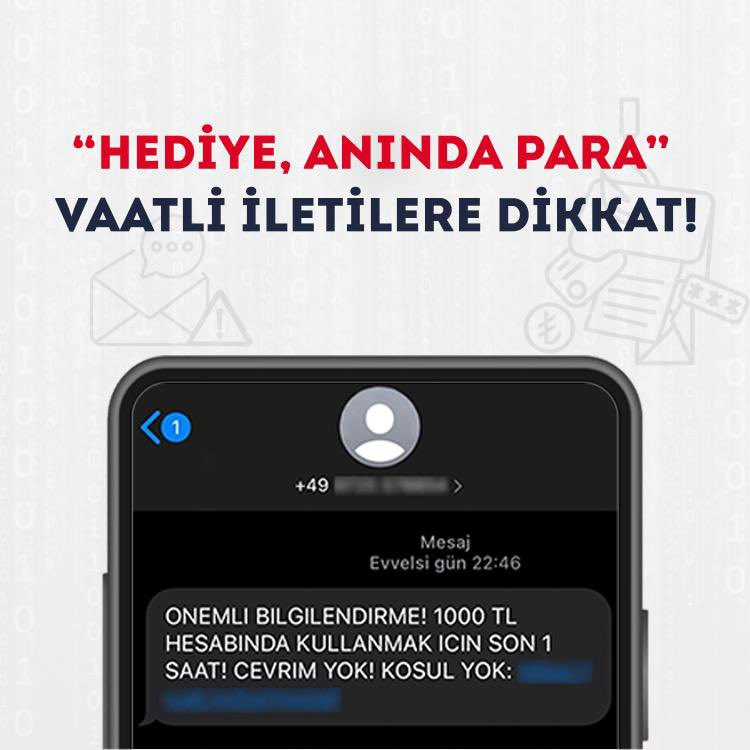 “HEDİYE, ANINDA PARA”
VAATLİ İLETİLERE DİKKAT!
1
+49
Mesaj
Evvelsi gün 22:46
ONEMLI BILGILENDIRME! 1000 TL
HESABINDA KULLANMAK ICIN SON 1
SAAT! CEVRIM YOK! KOSUL YOK: